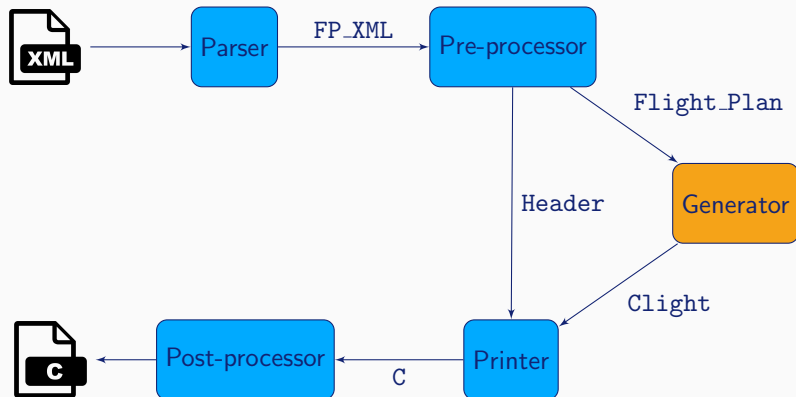 XML
Parser
FP_XML
Pre-processor
Flight_Plan
Header
Generator
Clight
C
Post-processor
C
Printer